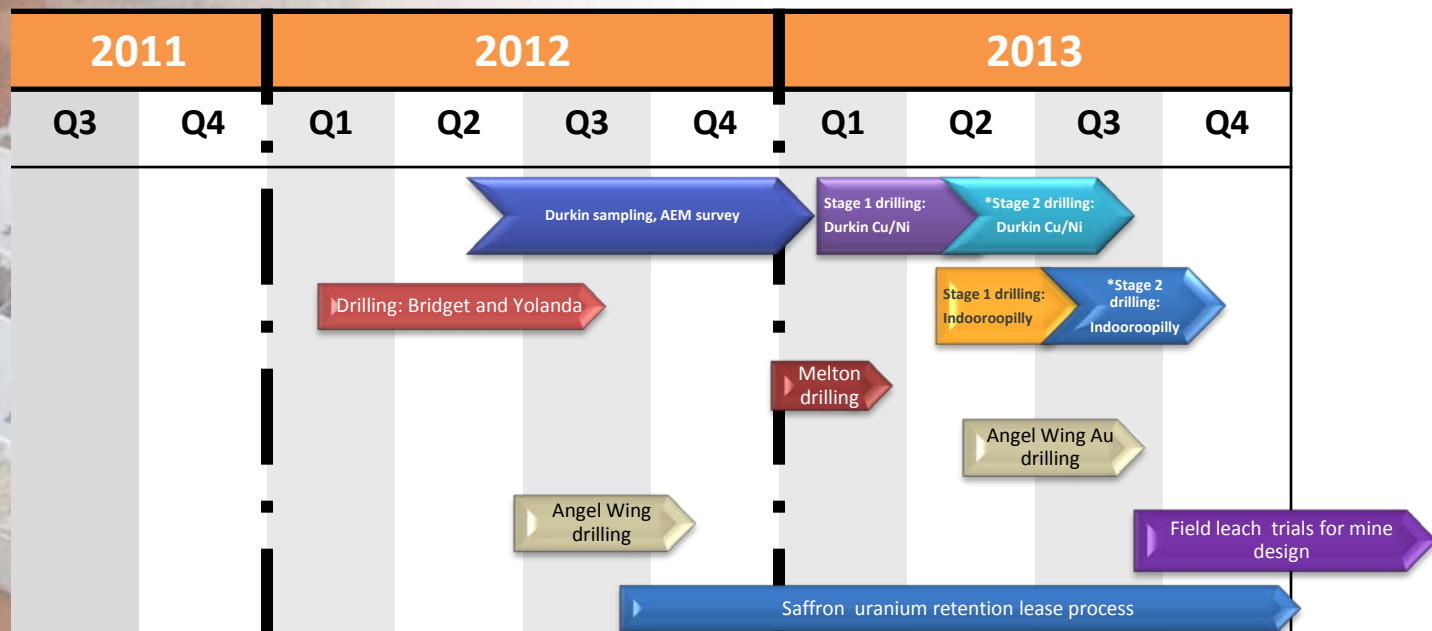 2011 2012 2013
Q3 Q4 Q1 Q2 Q3 Q4 Q1 Q2 Q3 Q4
Durkin sampling, AEM survey
Stage 1 drilling:
Durkin Cu/Ni
*Stage 2 drilling:
Durkin Cu/Ni
Drilling: Bridget and Yolanda
Stage 1 drilling:
Indooroopilly
*Stage 2
drilling:
Indooroopilly
Melton
drilling
Angel Wing Au
drilling
Angel Wing
drilling
Field leach trials for mine
design
Saffron uranium retention lease process